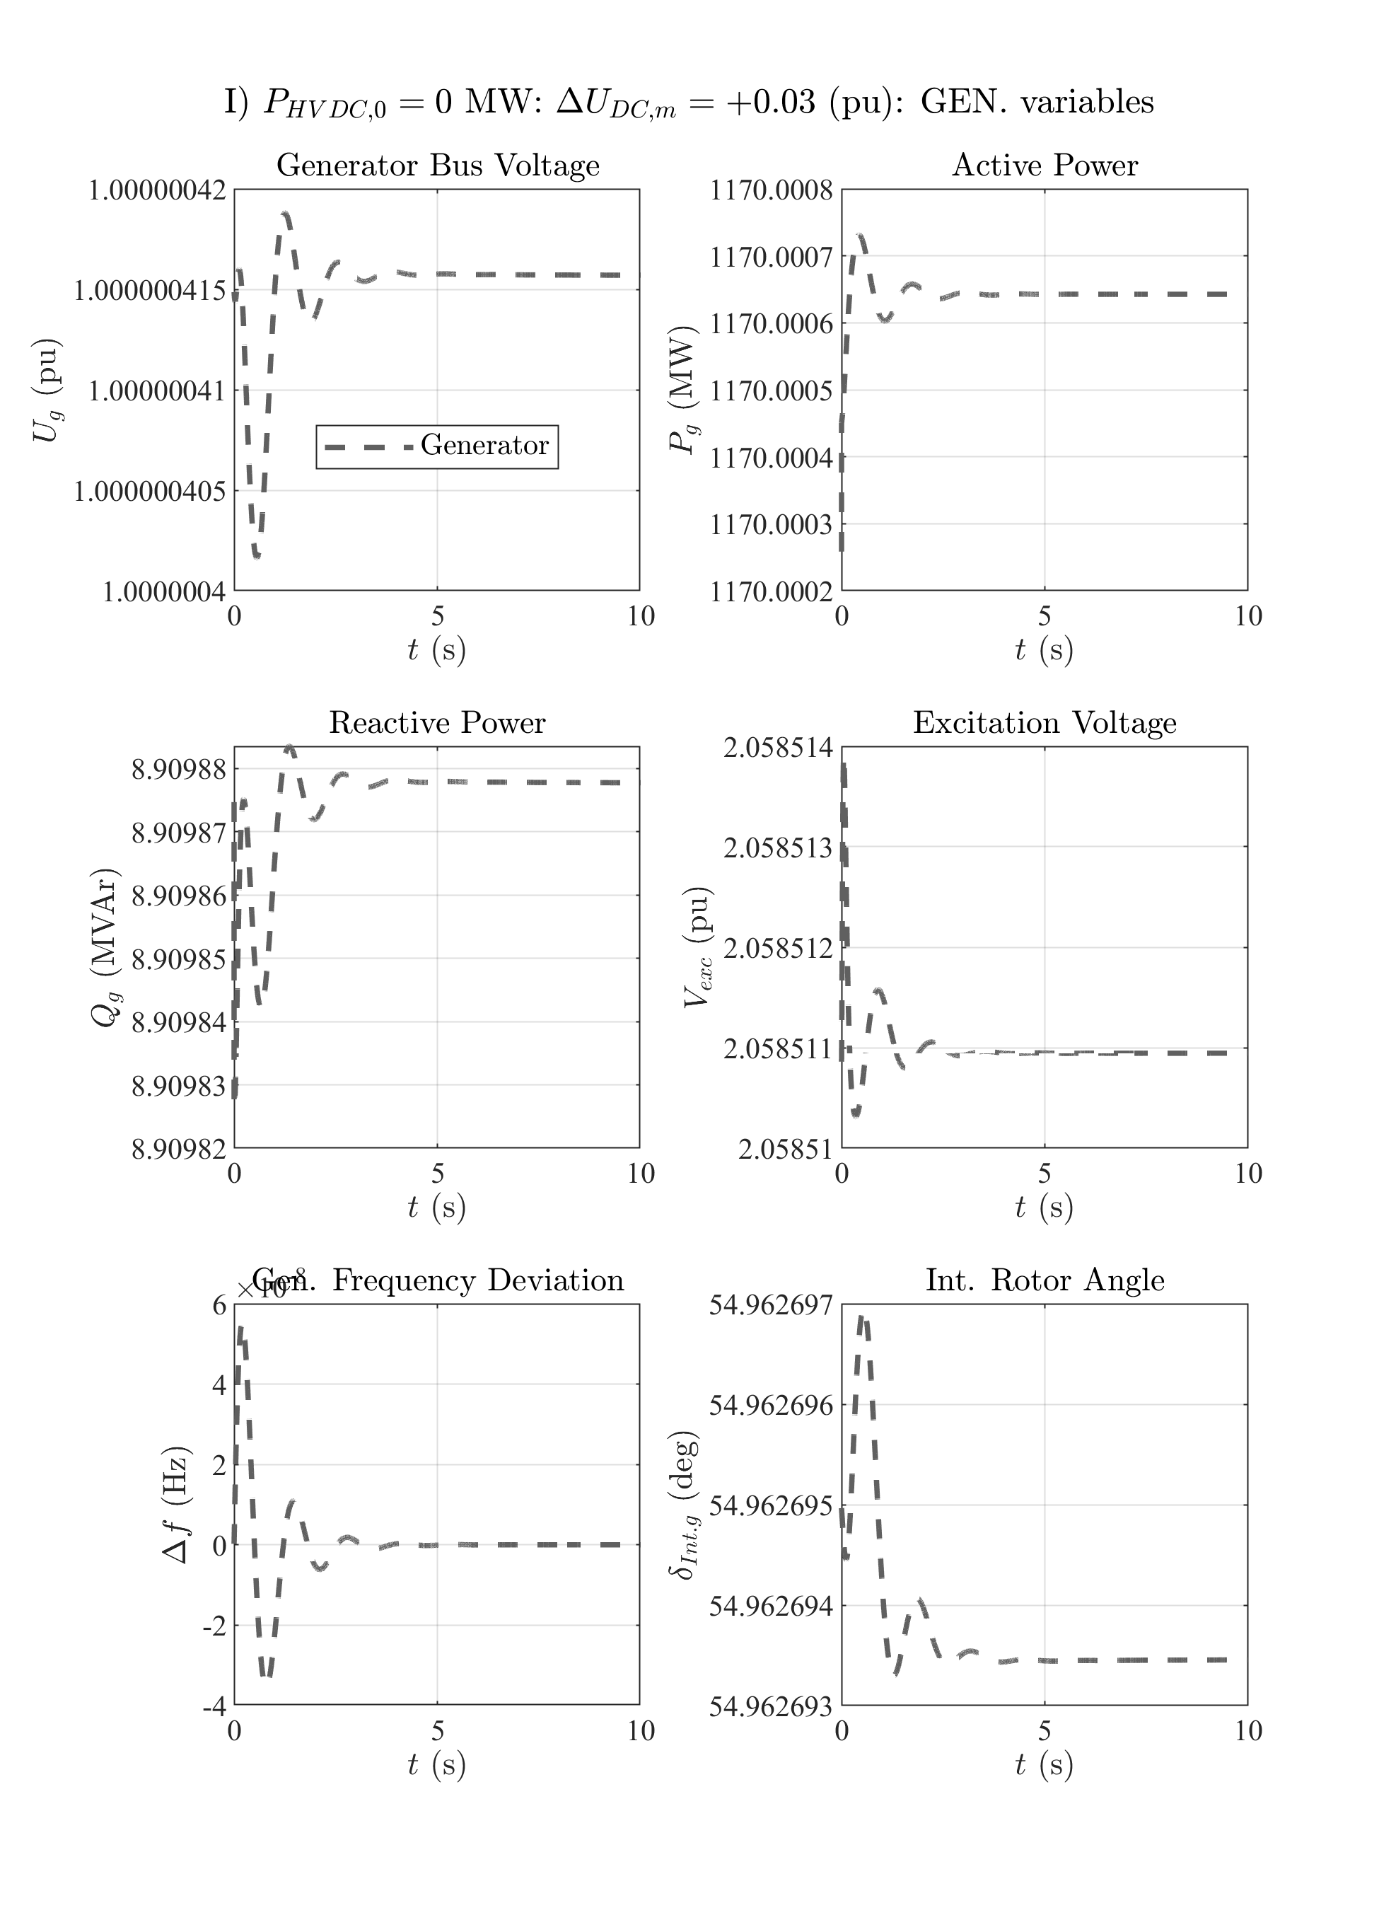 I) P_{HVDC,0} = 0 MW: ΔU_{DC,m} = +0.03 (pu): GEN. variables
Generator Bus Voltage
1.00000042
1.000000415
1.00000041
1.000000405
1.0000004
U_g (pu)
Generator
0 5 10
t (s)
Active Power
1170.0008
1170.0007
1170.0006
1170.0005
1170.0004
1170.0003
1170.0002
P_g (MW)
0 5 10
t (s)
Reactive Power
8.90988
8.90987
8.90986
8.90985
8.90984
8.90983
8.90982
Q_g (MVAr)
0 5 10
t (s)
Excitation Voltage
2.058514
2.058513
2.058512
2.058511
2.05851
V_{exc} (pu)
0 5 10
t (s)
Gen. Frequency Deviation
6
4
2
0
-2
-4
Δf (Hz)
0 5 10
t (s)
Int. Rotor Angle
54.962697
54.962696
54.962695
54.962694
54.962693
δ_{Int.g} (deg)
0 5 10
t (s)